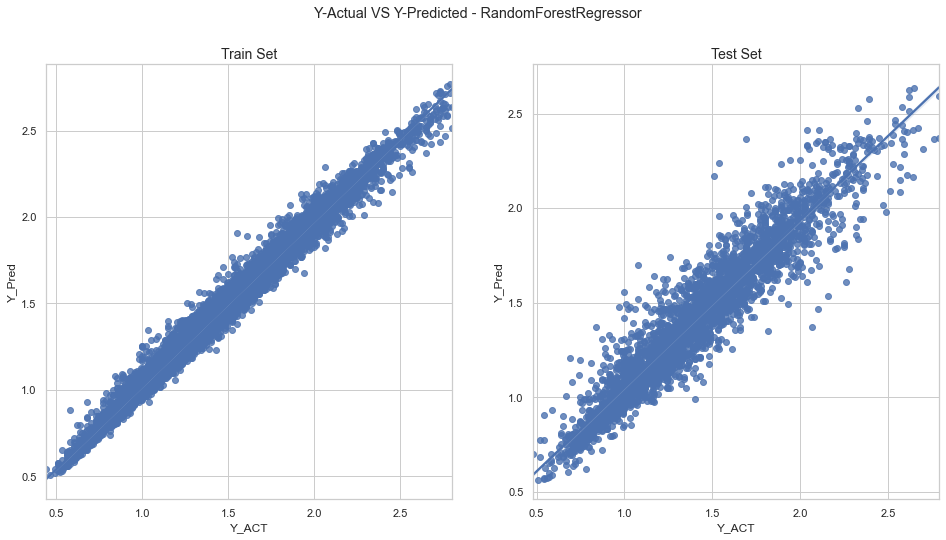 Y-Actual VS Y-Predicted - RandomForestRegressor
Train Set
Test Set
2.5
2.0
1.5
1.0
0.5
Y_Pred
0.5 1.0 1.5 2.0 2.5
Y_ACT
2.5
2.0
1.5
1.0
0.5
Y_Pred
0.5 1.0 1.5 2.0 2.5
Y_ACT